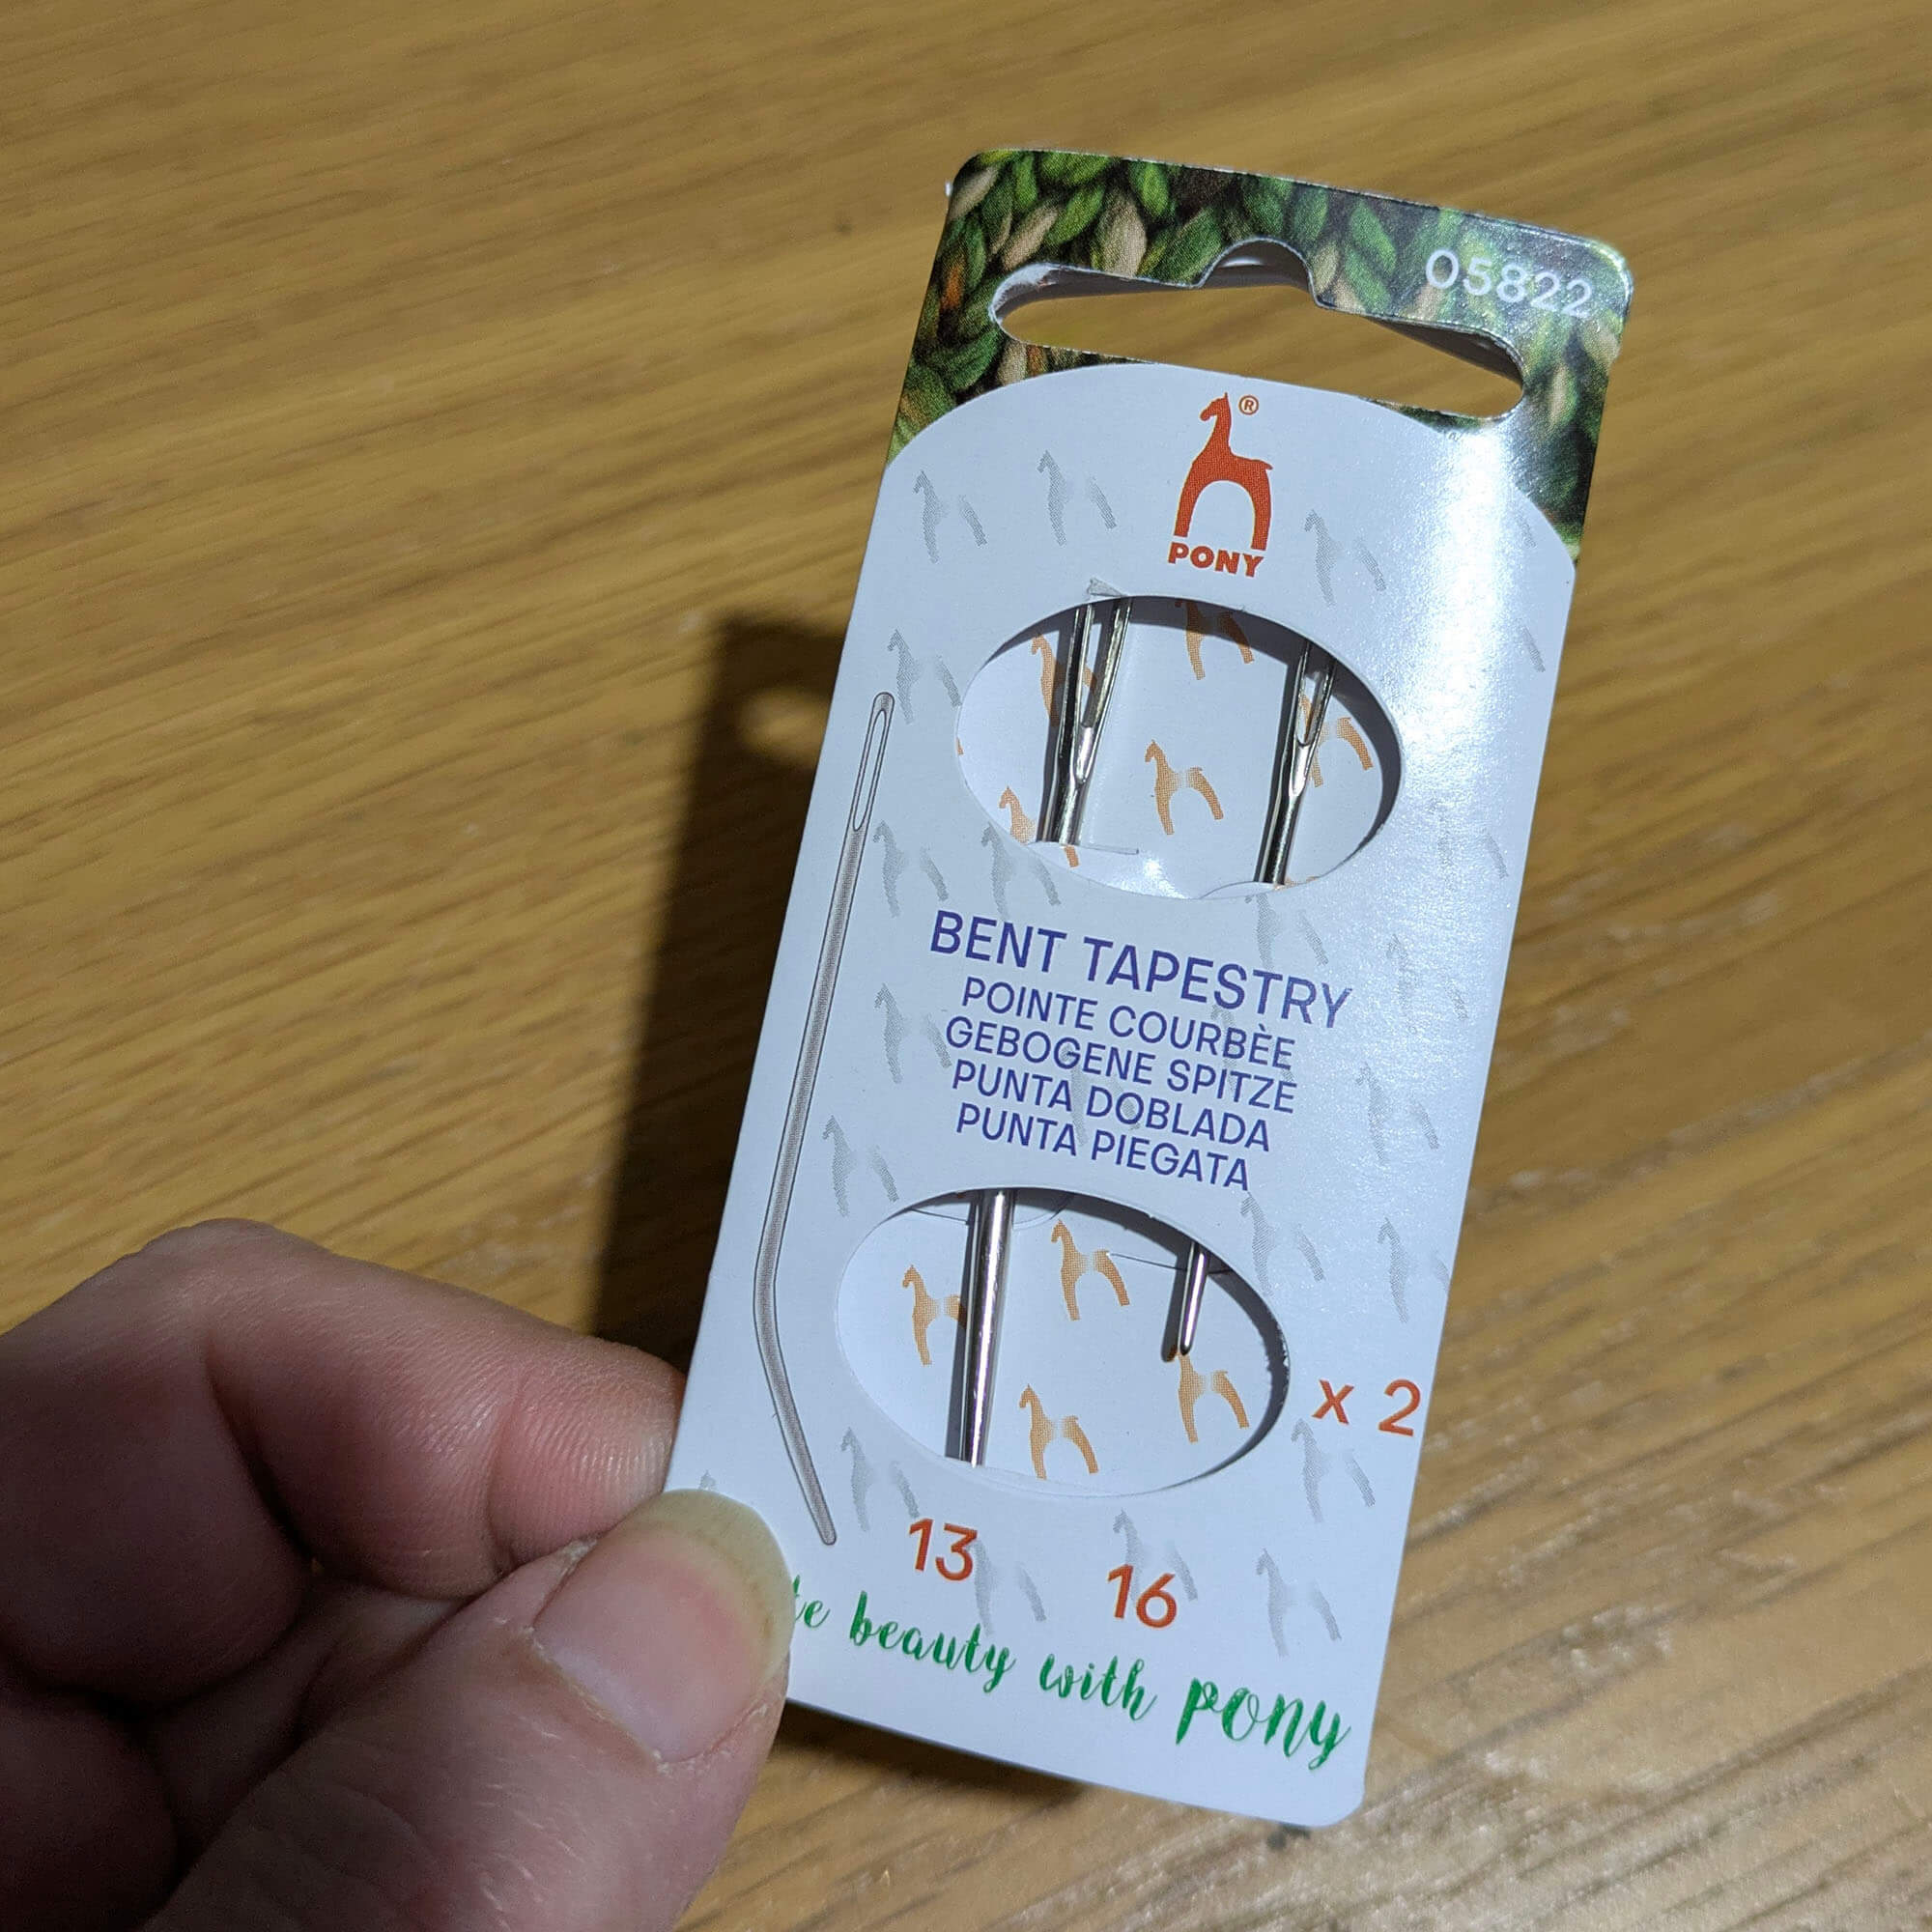 05822
®
PONY
BENT TAPESTRY
POINTE COURBÈE
GEBOGENE SPITZE
PUNTA DOBLADA
PUNTA PIEGATA
x 2
13 16
beauty with pony